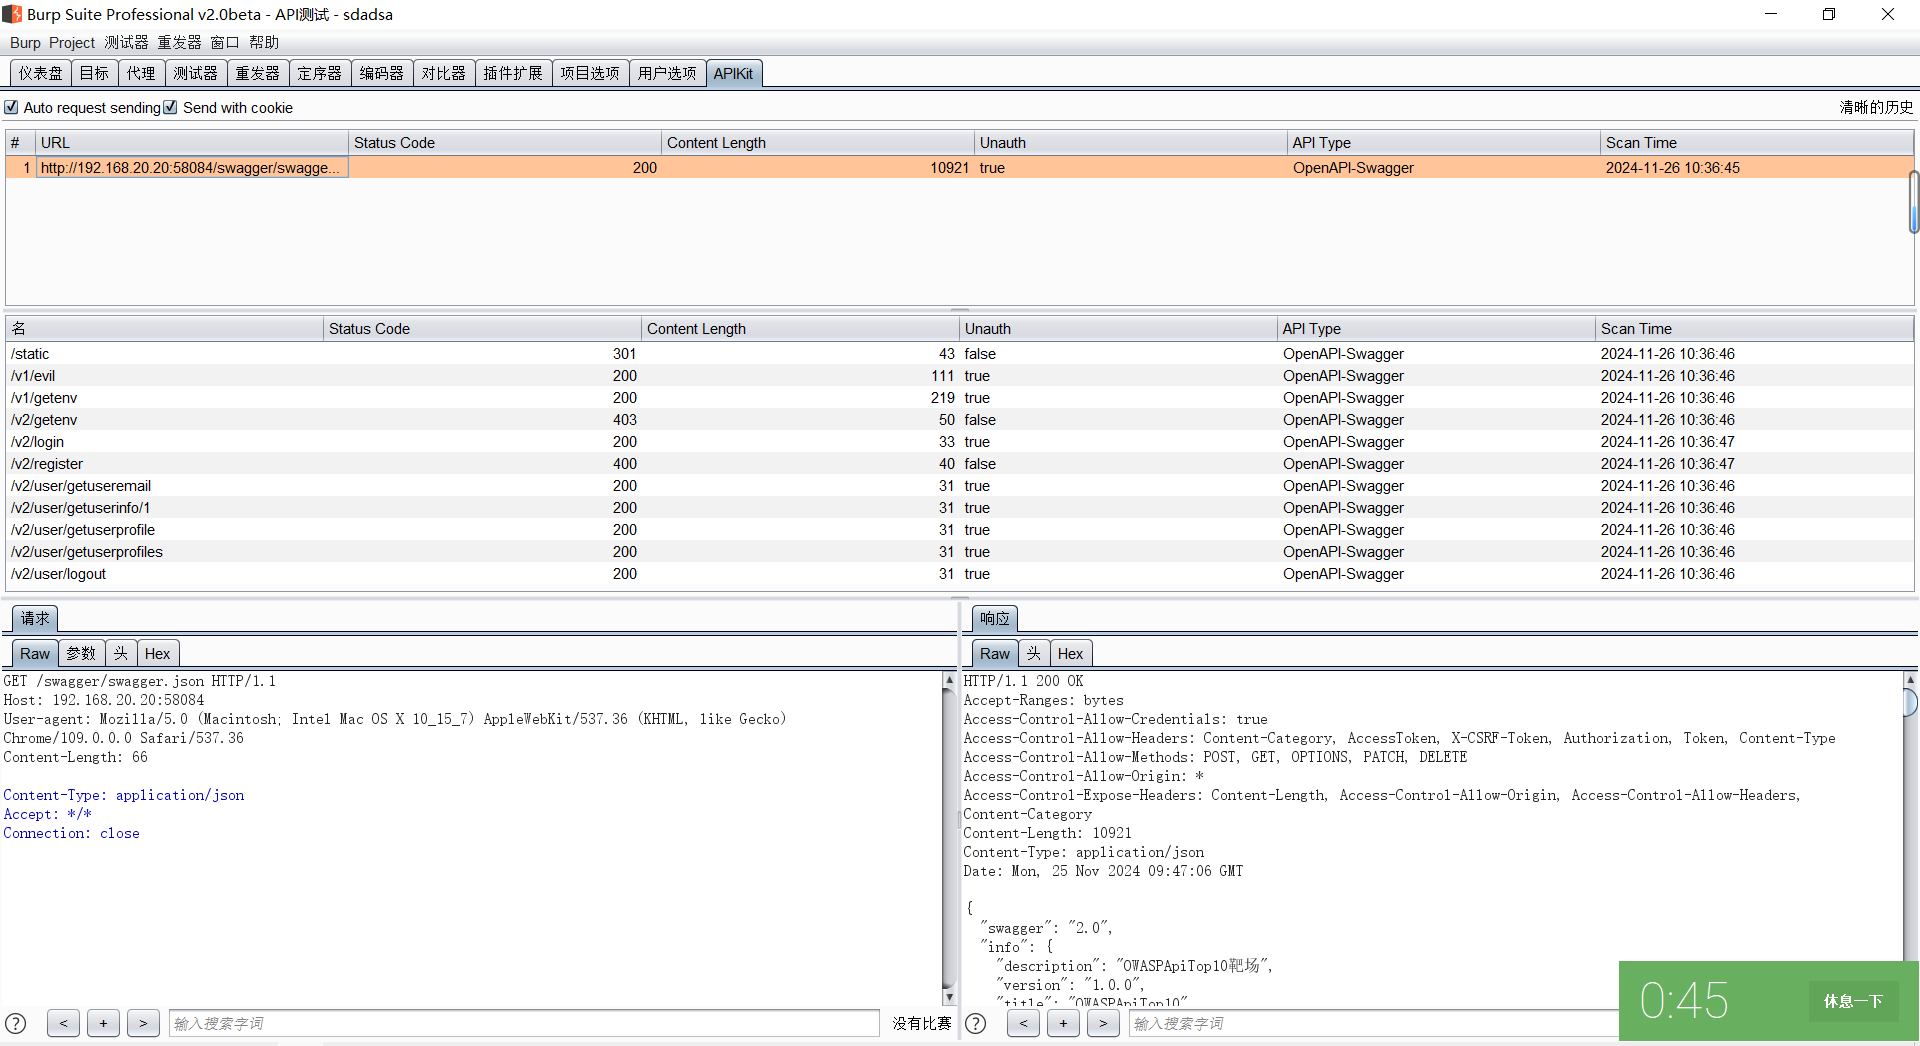 Burp Suite Professional v2.0beta - API测试 - sdadsa
Burp Project 测试器 重发器 窗口 帮助
仪表盘 目标 代理 测试器 重发器 定序器 编码器 对比器 插件扩展 项目选项 用户选项 APIKit
Auto request sending Send with cookie 清晰的历史
# URL Status Code Content Length Unauth API Type Scan Time
1 http://192.168.20.20:58084/swagger/swagge... 200 10921 true OpenAPI-Swagger 2024-11-26 10:36:45
名 Status Code Content Length Unauth API Type Scan Time
/static 301 43 false OpenAPI-Swagger 2024-11-26 10:36:46
/v1/evil 200 111 true OpenAPI-Swagger 2024-11-26 10:36:46
/v1/getenv 200 219 true OpenAPI-Swagger 2024-11-26 10:36:46
/v2/getenv 403 50 false OpenAPI-Swagger 2024-11-26 10:36:46
/v2/login 200 33 true OpenAPI-Swagger 2024-11-26 10:36:47
/v2/register 400 40 false OpenAPI-Swagger 2024-11-26 10:36:47
/v2/user/getuseremail 200 31 true OpenAPI-Swagger 2024-11-26 10:36:46
/v2/user/getuserinfo/1 200 31 true OpenAPI-Swagger 2024-11-26 10:36:46
/v2/user/getuserprofile 200 31 true OpenAPI-Swagger 2024-11-26 10:36:46
/v2/user/getuserprofiles 200 31 true OpenAPI-Swagger 2024-11-26 10:36:46
/v2/user/logout 200 31 true OpenAPI-Swagger 2024-11-26 10:36:46
请求
Raw 参数 头 Hex
GET /swagger/swagger.json HTTP/1.1
Host: 192.168.20.20:58084
User-agent: Mozilla/5.0 (Macintosh; Intel Mac OS X 10_15_7) AppleWebKit/537.36 (KHTML, like Gecko)
Chrome/109.0.0.0 Safari/537.36
Content-Length: 66
Content-Type: application/json
Accept: */*
Connection: close
? < + > 输入搜索字词 没有比赛
响应
Raw 头 Hex
HTTP/1.1 200 OK
Accept-Ranges: bytes
Access-Control-Allow-Credentials: true
Access-Control-Allow-Headers: Content-Category, AccessToken, X-CSRF-Token, Authorization, Token, Content-Type
Access-Control-Allow-Methods: POST, GET, OPTIONS, PATCH, DELETE
Access-Control-Allow-Origin: *
Access-Control-Expose-Headers: Content-Length, Access-Control-Allow-Origin, Access-Control-Allow-Headers,
Content-Category
Content-Length: 10921
Content-Type: application/json
Date: Mon, 25 Nov 2024 09:47:06 GMT
{
"swagger": "2.0",
"info": {
"description": "OWASPApiTop10靶场",
"version": "1.0.0",
"title": "OWASPApiTop10"
? < + > 输入搜索字词
0:45 休息一下